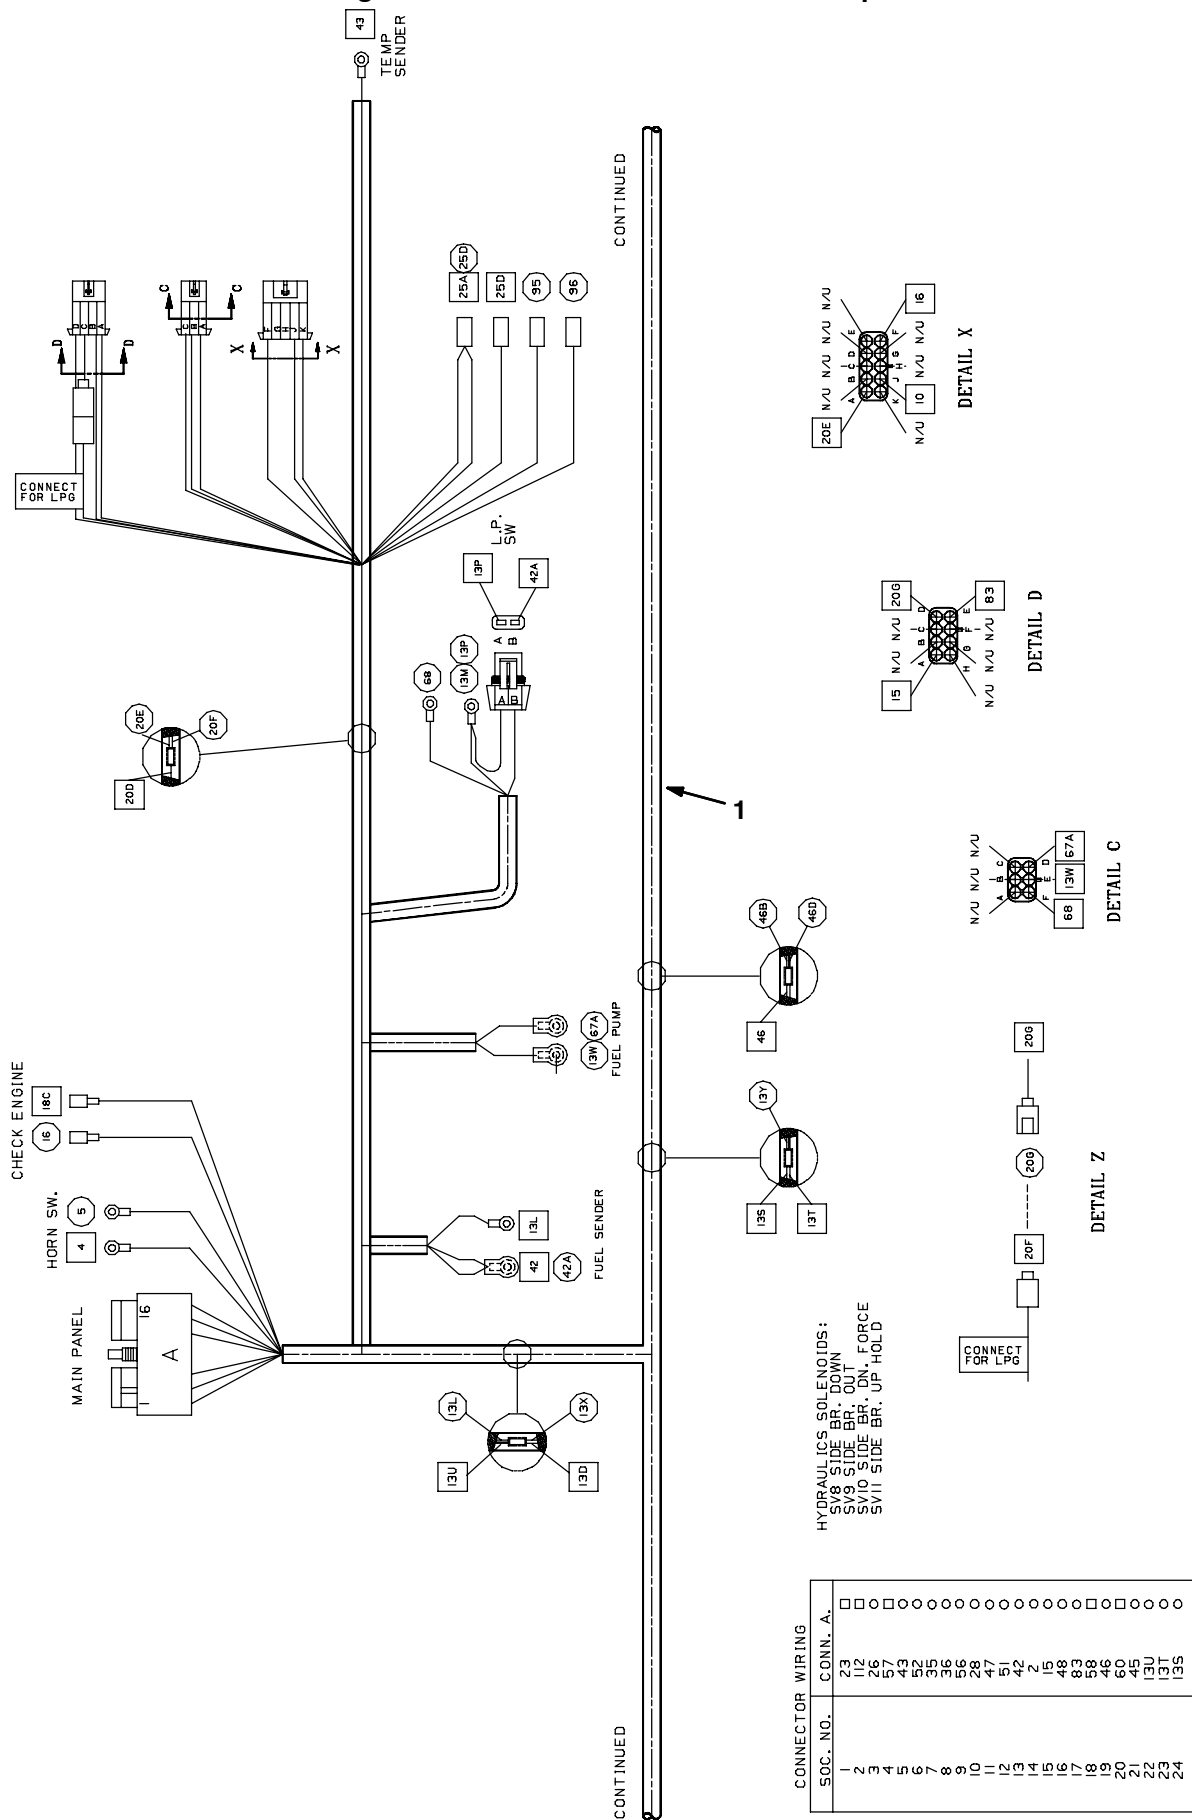 43
TEMP
SENDER
CONTINUED
D
D
D
C
B
A
C
C
C
B
A
X
X
F
G
H
J
K
CONNECT
FOR LPG
25D
25A
25D
95
96
L.P.
SW
13P
42A
A
B
68
13M
13P
A
B
20E
20F
20D
1
CHECK ENGINE
18C
16
HORN SW.
5
4
MAIN PANEL
1
16
A
13W
67A
FUEL PUMP
13L
42
42A
FUEL SENDER
13L
13X
13U
13D
46B
46D
46
13Y
13S
13T
CONTINUED
N/U N/U N/U N/U
20E
A B C D E
K J H G F
16
10
N/U
N/U N/U
DETAIL X
15
N/U N/U
20G
A B C D
H G F E
83
N/U N/U N/U
DETAIL D
N/U N/U N/U
A B C
F E D
68
13W
67A
DETAIL C
CONNECT
FOR LPG
20F
20G
20G
DETAIL Z
HYDRAULICS SOLENOIDS:
SV8 SIDE BR. DOWN
SV9 SIDE BR. OUT
SV10 SIDE BR. DN. FORCE
SV11 SIDE BR. UP HOLD
CONNECTOR WIRING
SOC. NO. CONN. A.
1 23
2 112
3 26
4 57
5 43
6 52
7 35
8 36
9 56
10 28
11 47
12 51
13 42
14 2
15 15
16 48
17 83
18 58
19 46
20 60
21 45
22 13U
23 13T
24 13S